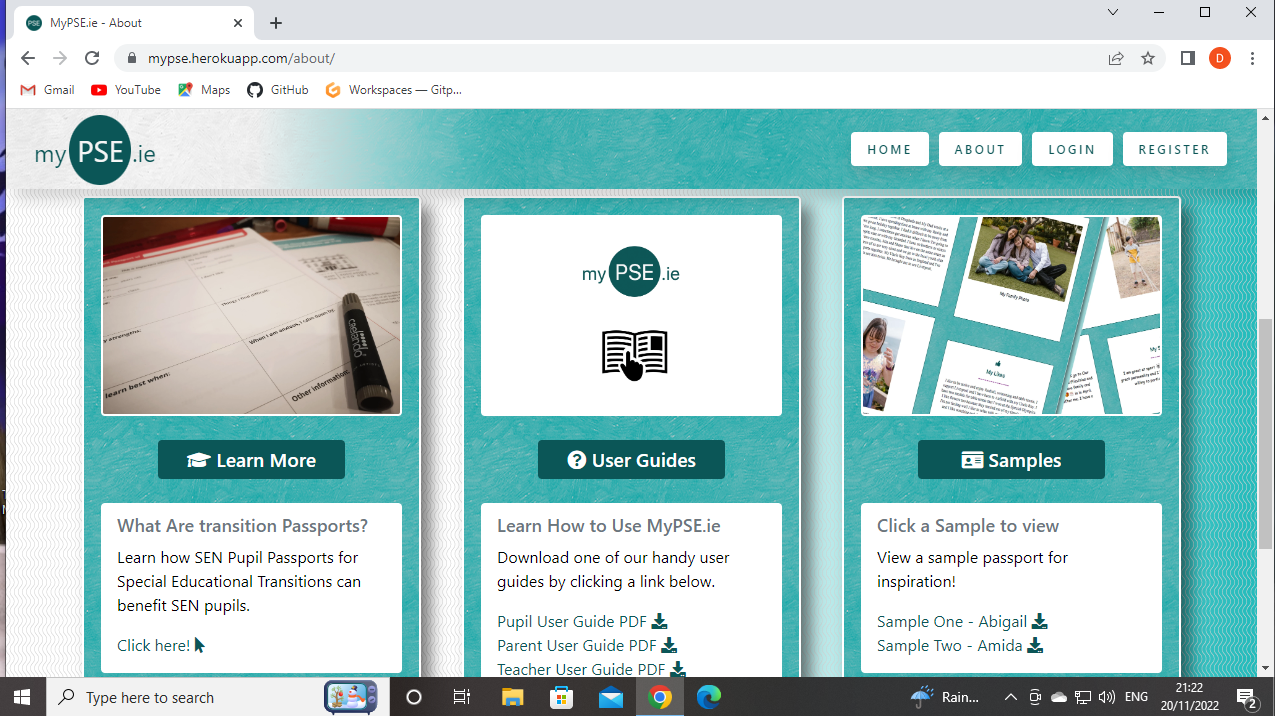 MyPSE.ie - About
mypse.herokuapp.com/about/
D
Gmail
YouTube
Maps
GitHub
Workspaces — Gitp...
my PSE .ie
HOME
ABOUT
LOGIN
REGISTER
Things I find difficult:
strengths:
When I am anxious, I calm down by:
learn best when:
Other information:
my PSE .ie
My Family Photo
My Likes
Learn More
User Guides
Samples
What Are transition Passports?
Learn how SEN Pupil Passports for
Special Educational Transitions can
benefit SEN pupils.
Click here!
Learn How to Use MyPSE.ie
Download one of our handy user
guides by clicking a link below.
Pupil User Guide PDF
Parent User Guide PDF
Teacher User Guide PDF
Click a Sample to view
View a sample passport for
inspiration!
Sample One - Abigail
Sample Two - Amida
Type here to search
Rain...
ENG
21:22
20/11/2022
2